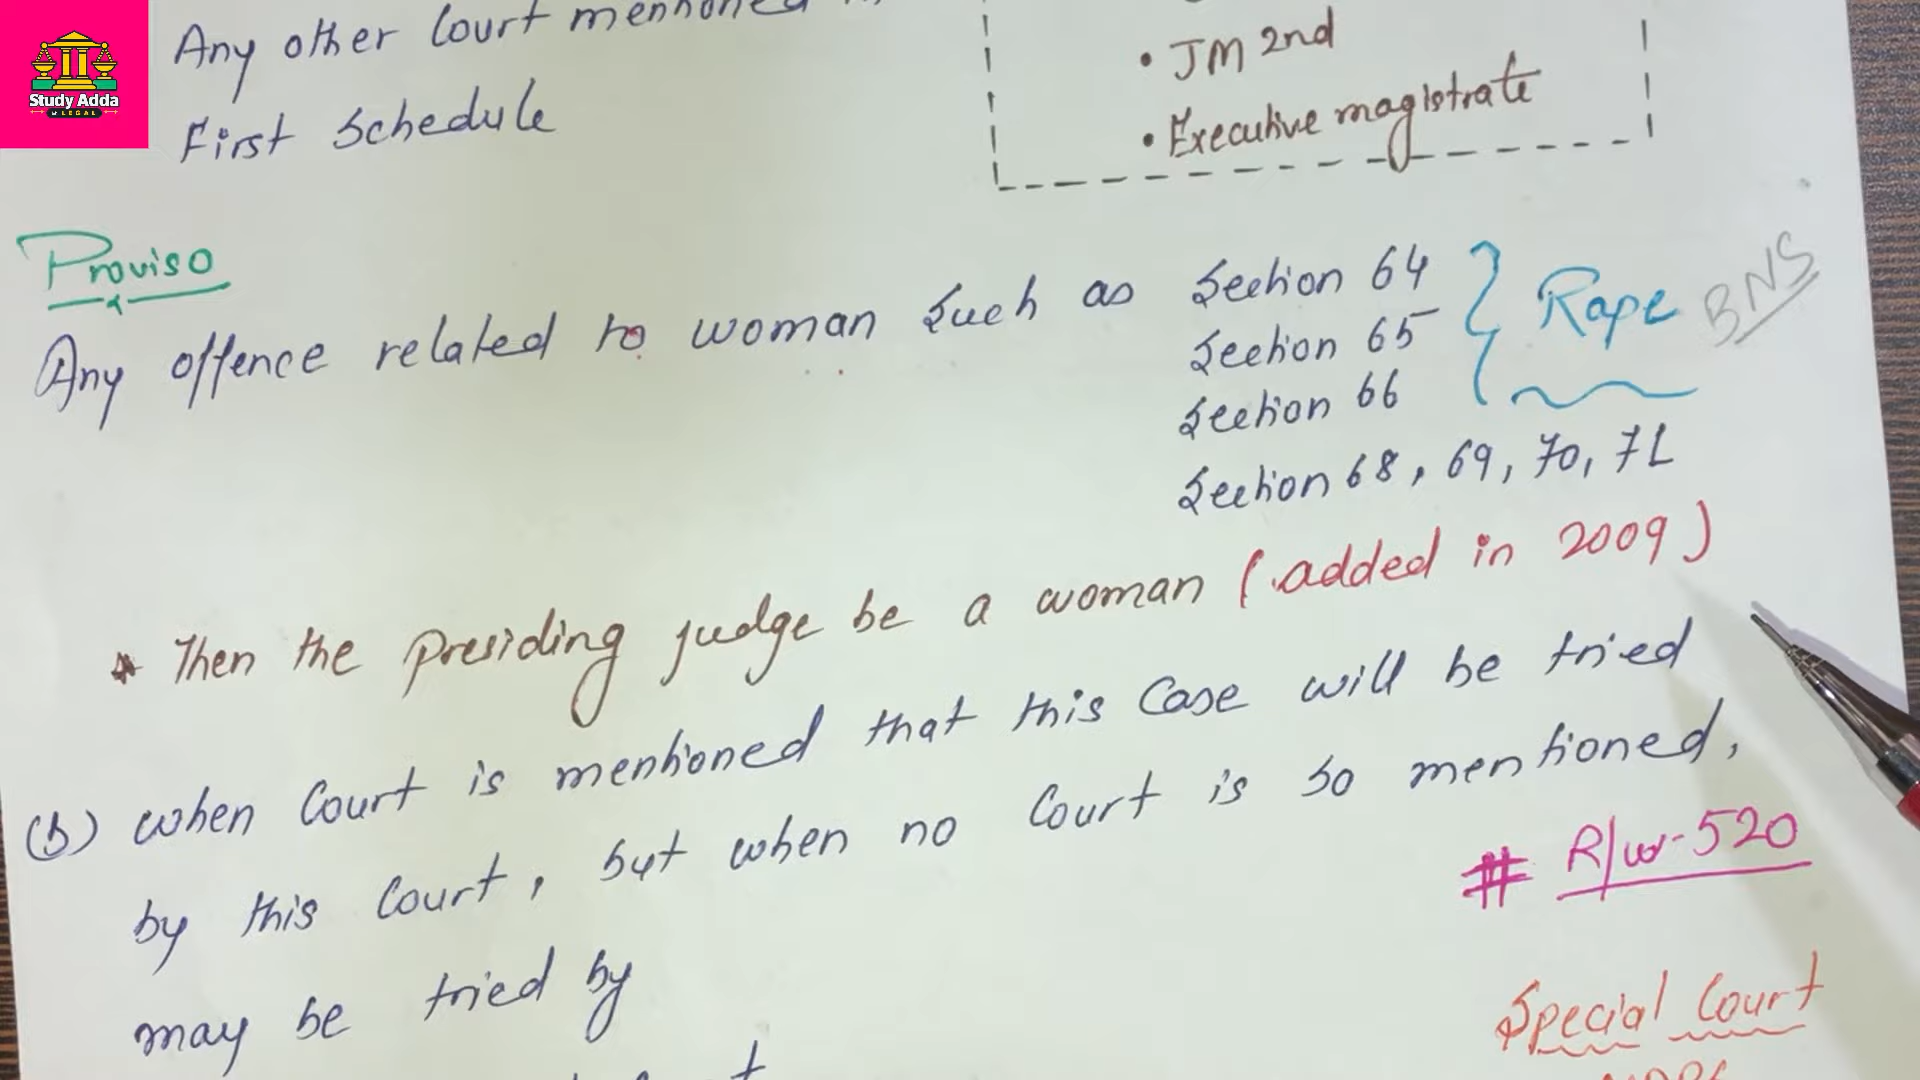 Study Adda
LEGAL
Any other Court mentioned
First Schedule
• JM 2nd
• Executive magistrate
Proviso
Any offence related to woman such as Section 64
Section 65
Section 66
Rape
BNS
Section 68, 69, 70, 71
* Then the presiding judge be a woman (added in 2009)
(b) when Court is mentioned that this Case will be tried
by this Court, but when no Court is so mentioned,
# R/w-520
may be tried by
Special Court